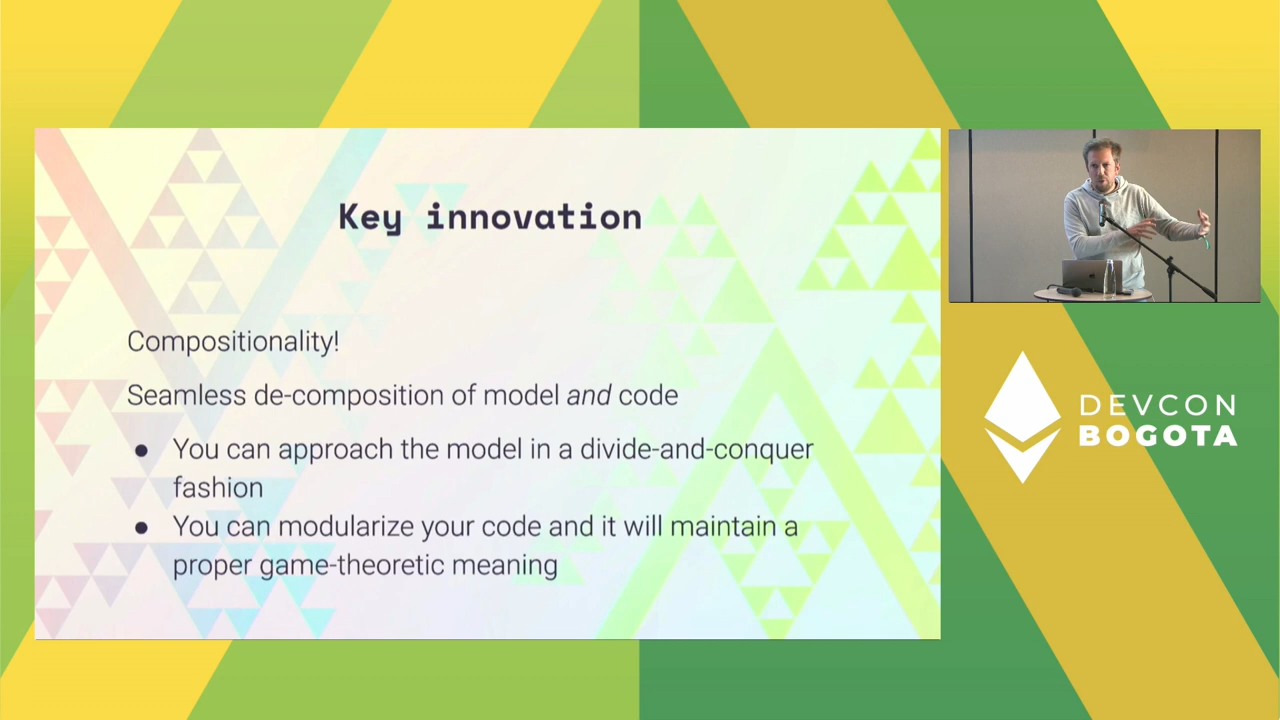 Key innovation
Compositionality!
Seamless de-composition of model and code
● You can approach the model in a divide-and-conquer
fashion
● You can modularize your code and it will maintain a
proper game-theoretic meaning
DEVCON
BOGOTA